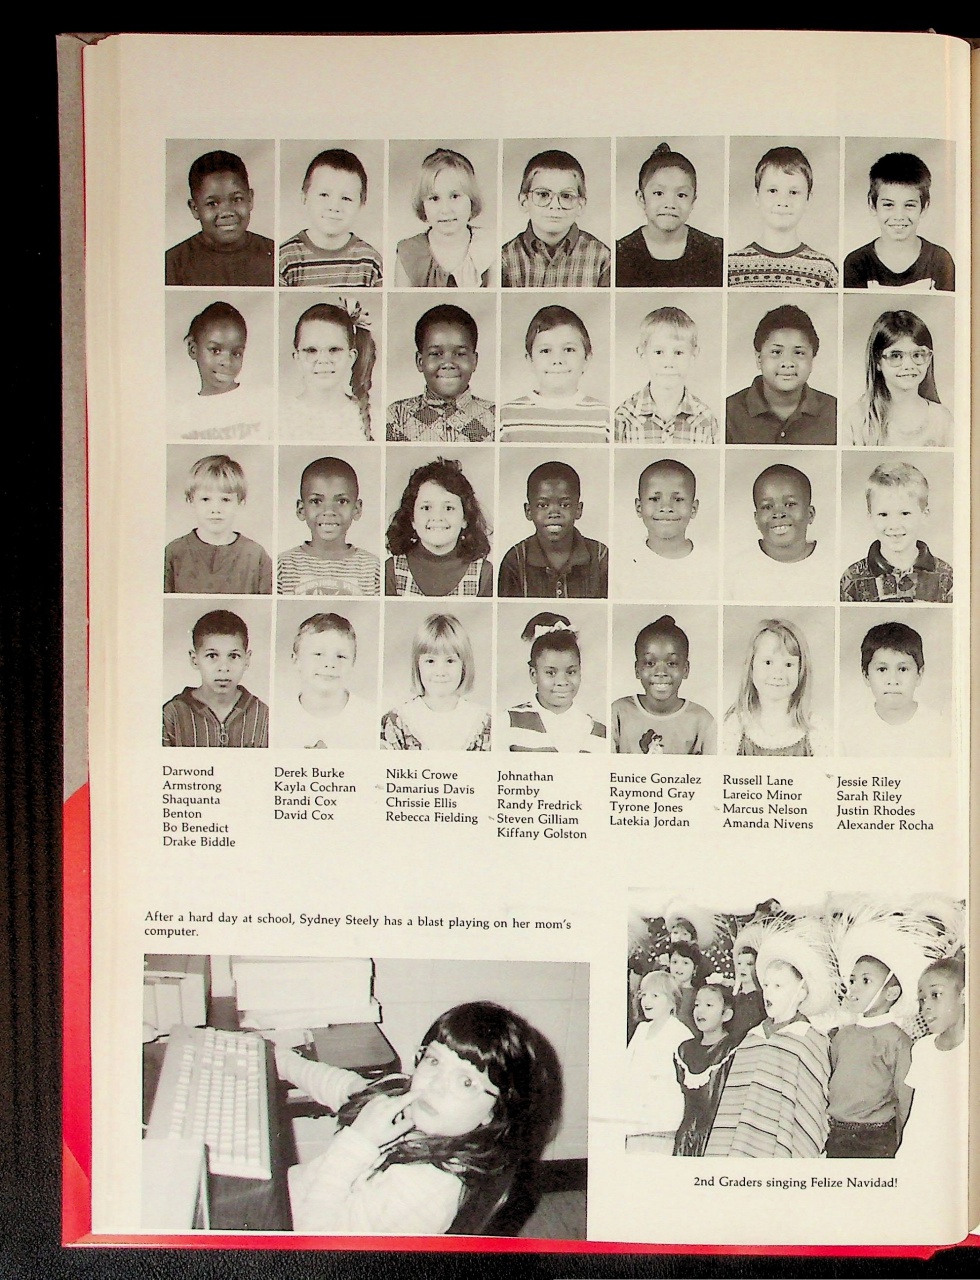 Darwond
Armstrong
Shaquanta
Benton
Bo Benedict
Drake Biddle
Derek Burke
Kayla Cochran
Brandi Cox
David Cox
Nikki Crowe
Damarius Davis
Chrissie Ellis
Rebecca Fielding
Johnathan
Formby
Randy Fredrick
Steven Gilliam
Kiffany Golston
Eunice Gonzalez
Raymond Gray
Tyrone Jones
Latekia Jordan
Russell Lane
Lareico Minor
Marcus Nelson
Amanda Nivens
Jessie Riley
Sarah Riley
Justin Rhodes
Alexander Rocha
After a hard day at school, Sydney Steely has a blast playing on her mom's
computer.
2nd Graders singing Felize Navidad!